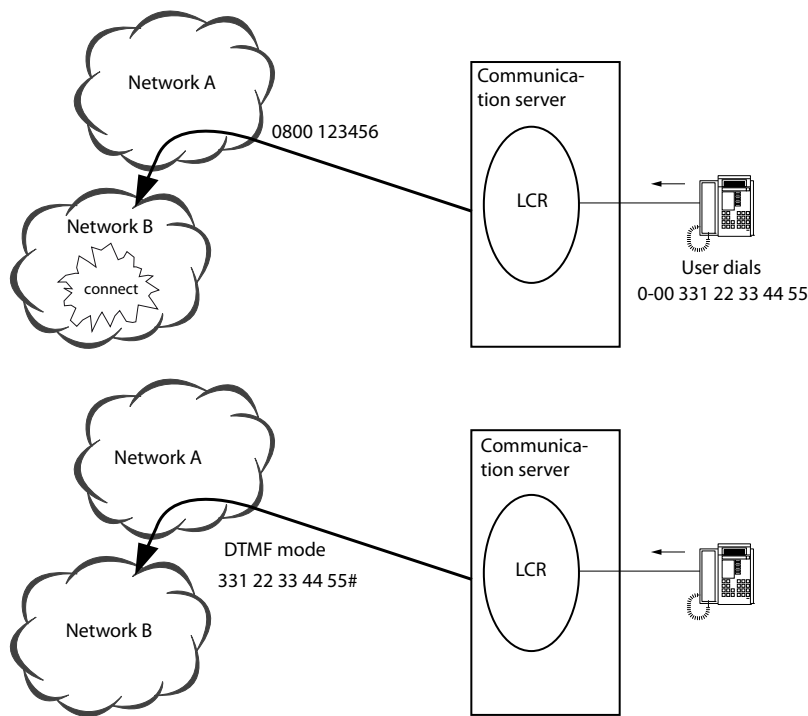 Network A
Communica-
tion server
0800 123456
LCR
Network B
connect
User dials
0-00 331 22 33 44 55
Network A
Communica-
tion server
DTMF mode
331 22 33 44 55#
LCR
Network B